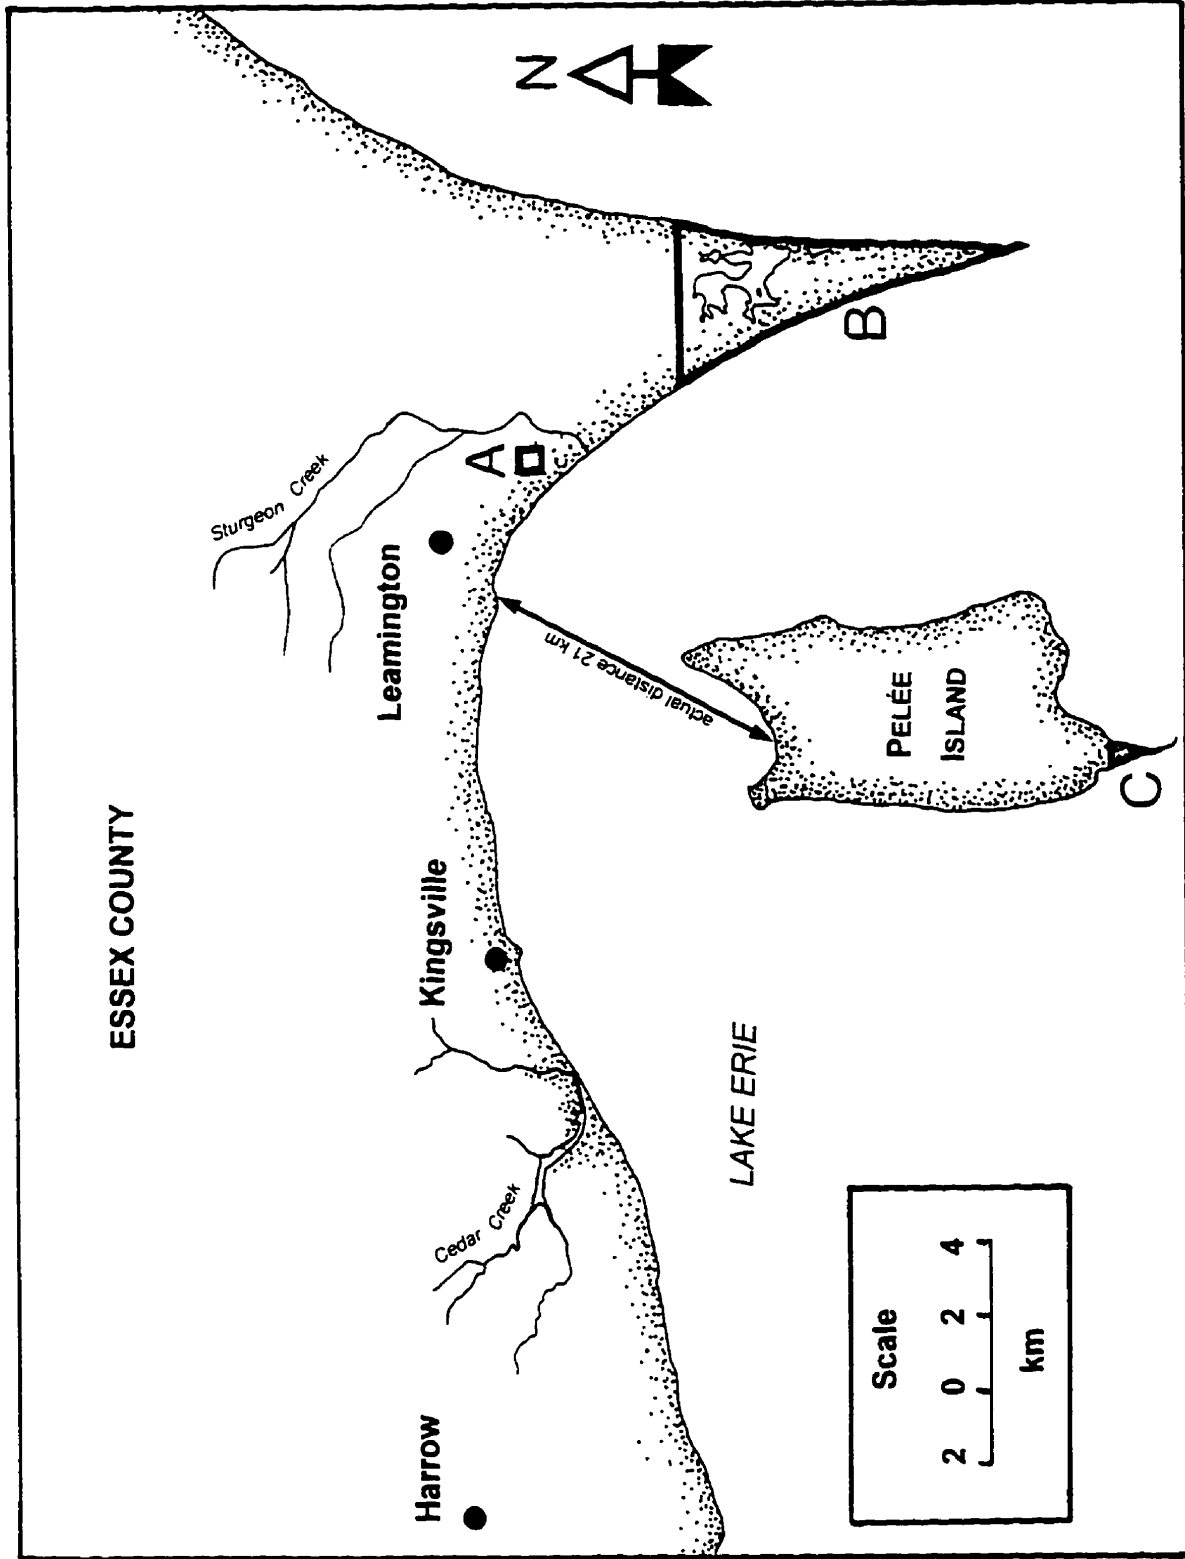 ESSEX COUNTY
Harrow
Cedar Creek
Kingsville
Leamington
Sturgeon Creek
A
N
actual distance 21 km
B
LAKE ERIE
PELÉE
ISLAND
C
Scale
2 0 2 4
km